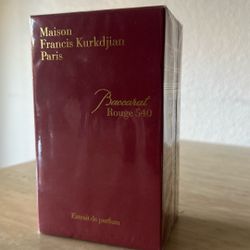 Maison
Francis Kurkdjian
Paris
Baccarat
Rouge 540
Extrait de parfum